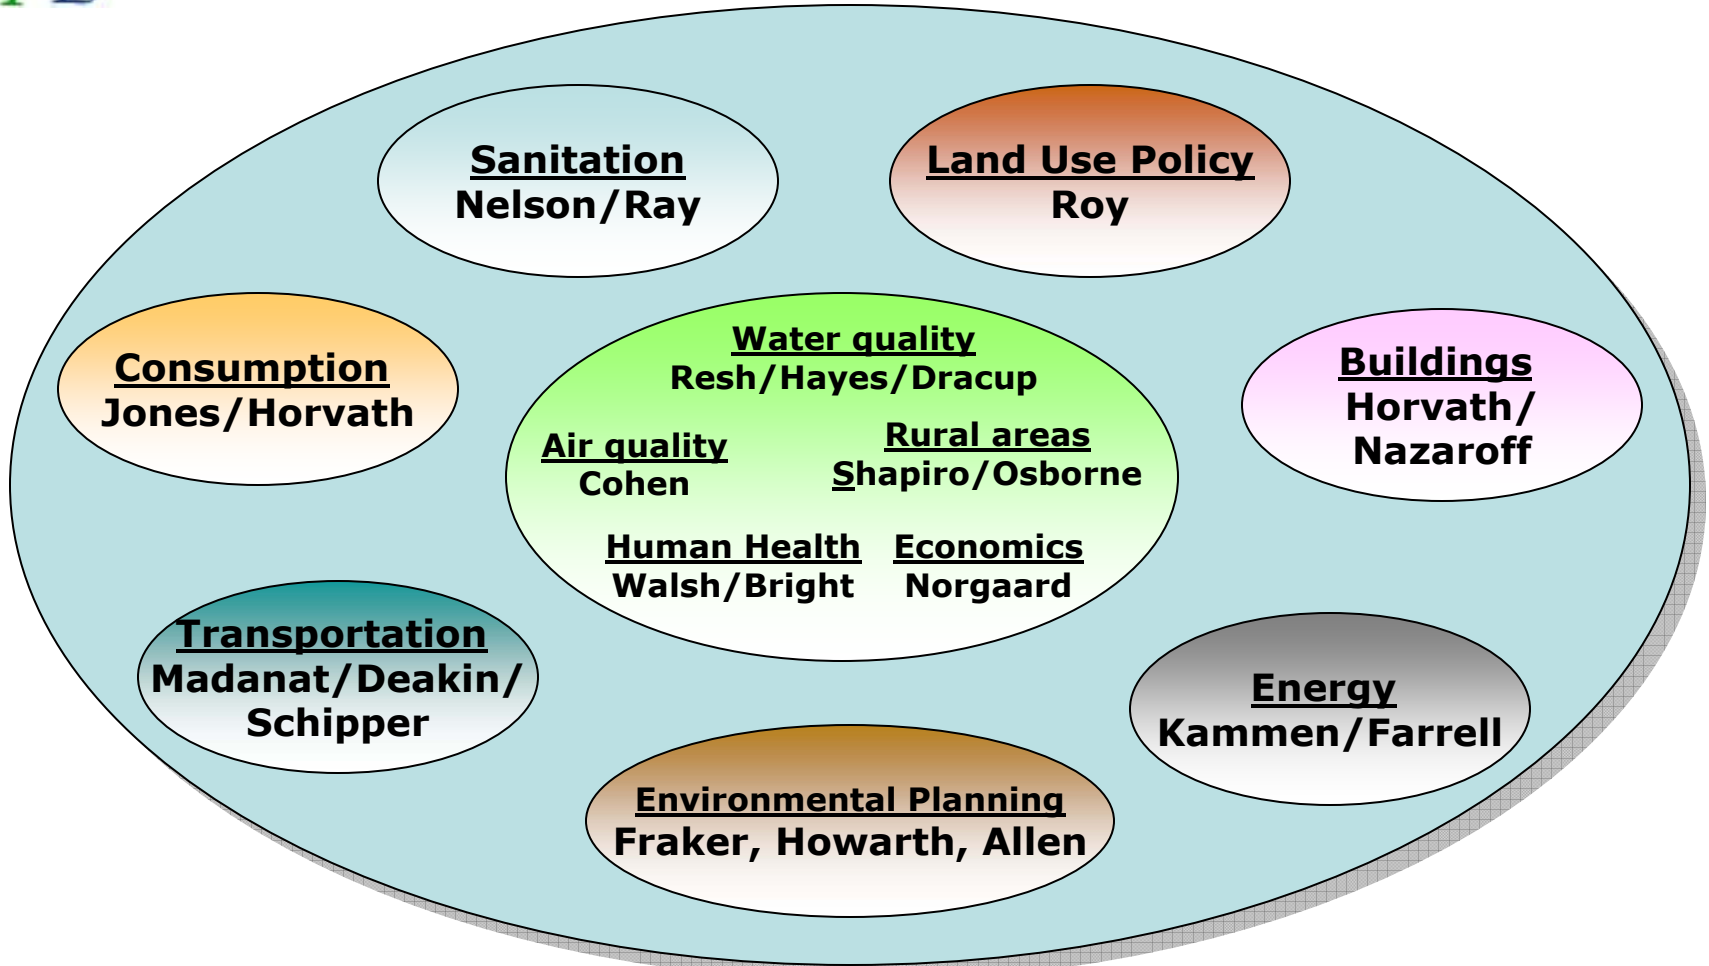 Sanitation
Nelson/Ray
Land Use Policy
Roy
Consumption
Jones/Horvath
Water quality
Resh/Hayes/Dracup
Air quality
Cohen
Rural areas
Shapiro/Osborne
Human Health
Walsh/Bright
Economics
Norgaard
Buildings
Horvath/
Nazaroff
Transportation
Madanat/Deakin/
Schipper
Energy
Kammen/Farrell
Environmental Planning
Fraker, Howarth, Allen